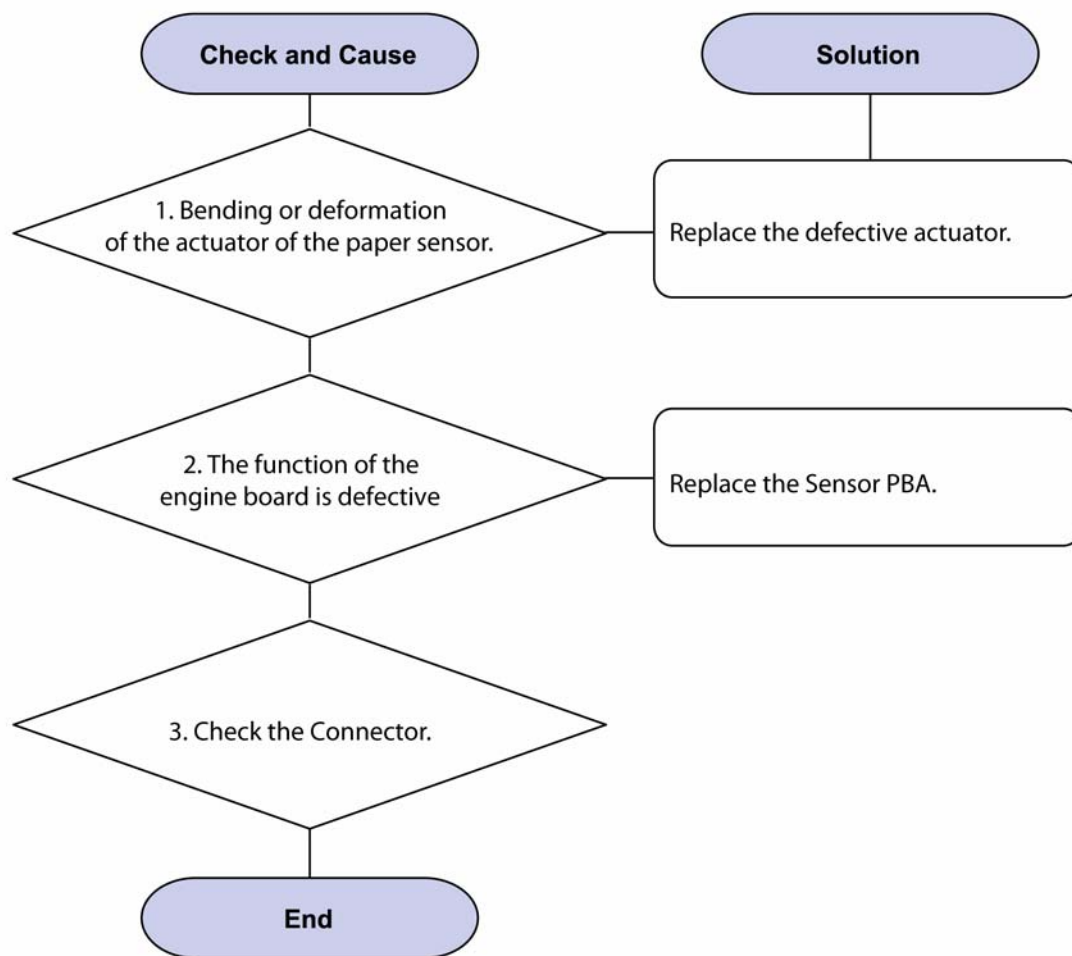 Check and Cause
Solution
1. Bending or deformation
of the actuator of the paper sensor.
Replace the defective actuator.
2. The function of the
engine board is defective
Replace the Sensor PBA.
3. Check the Connector.
End